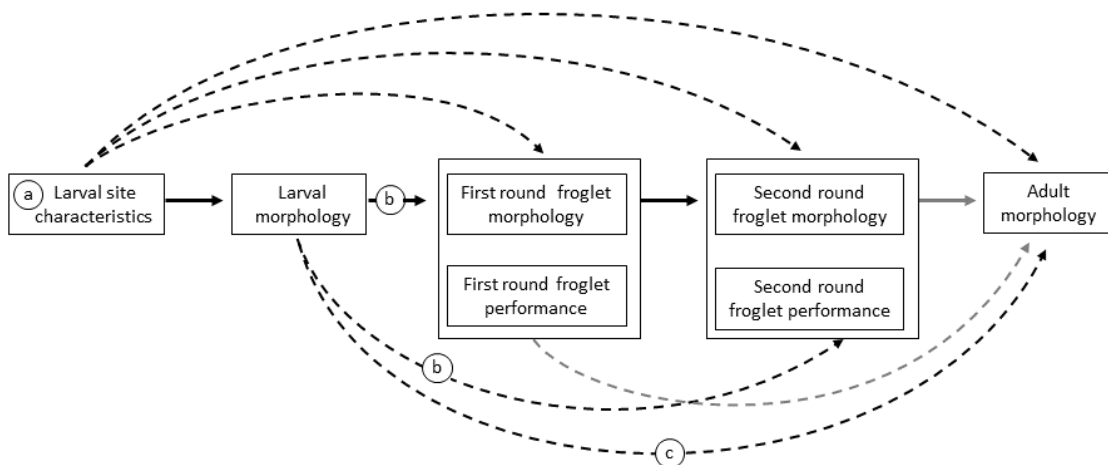 a
Larval site
characteristics
Larval
morphology
b
First round froglet
morphology
First round froglet
performance
Second round
froglet morphology
Second round
froglet performance
Adult
morphology
b
c